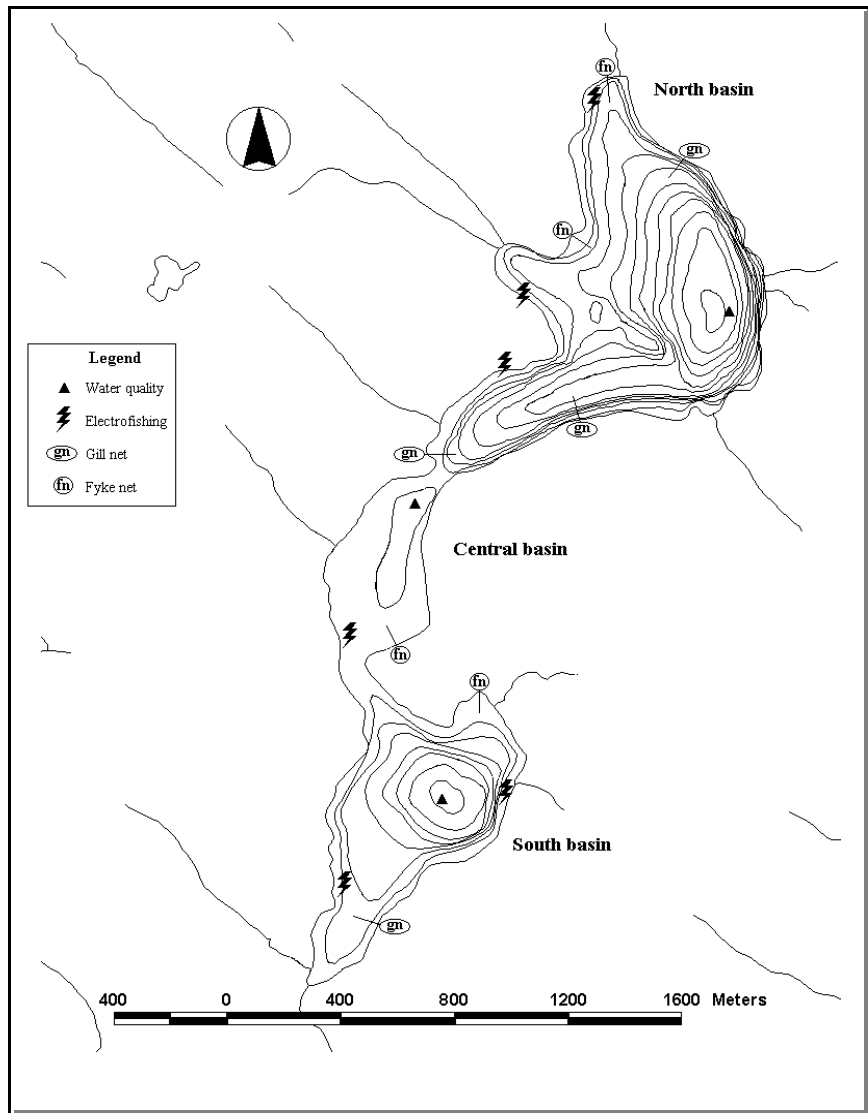 fn
North basin
gn
fn
Legend
Water quality
Electrofishing
gn Gill net
fn Fyke net
gn
gn
Central basin
fn
fn
South basin
gn
400 0 400 800 1200 1600 Meters